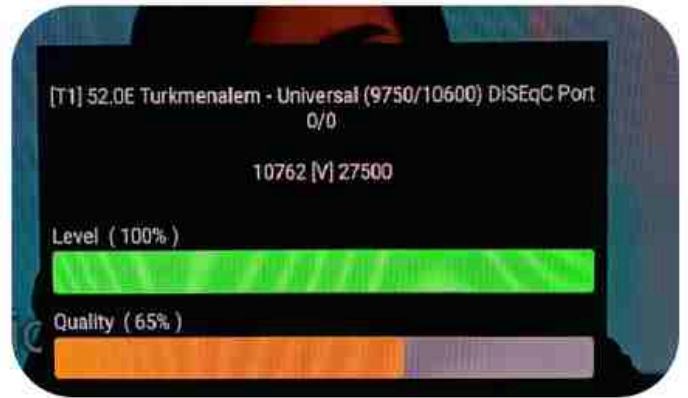 [T1] 52.0E Turkmenalem - Universal (9750/10600) DiSEqC Port
0/0
10762 [V] 27500
Level ( 100% )
Quality ( 65% )